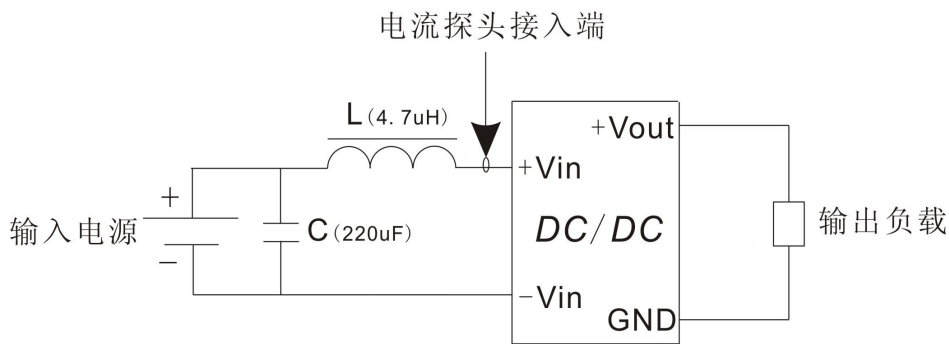 电流探头接入端
L(4.7uH)
+Vout
+Vin
+
输入电源
C(220uF)
DC/DC
输出负载
−
−Vin
GND